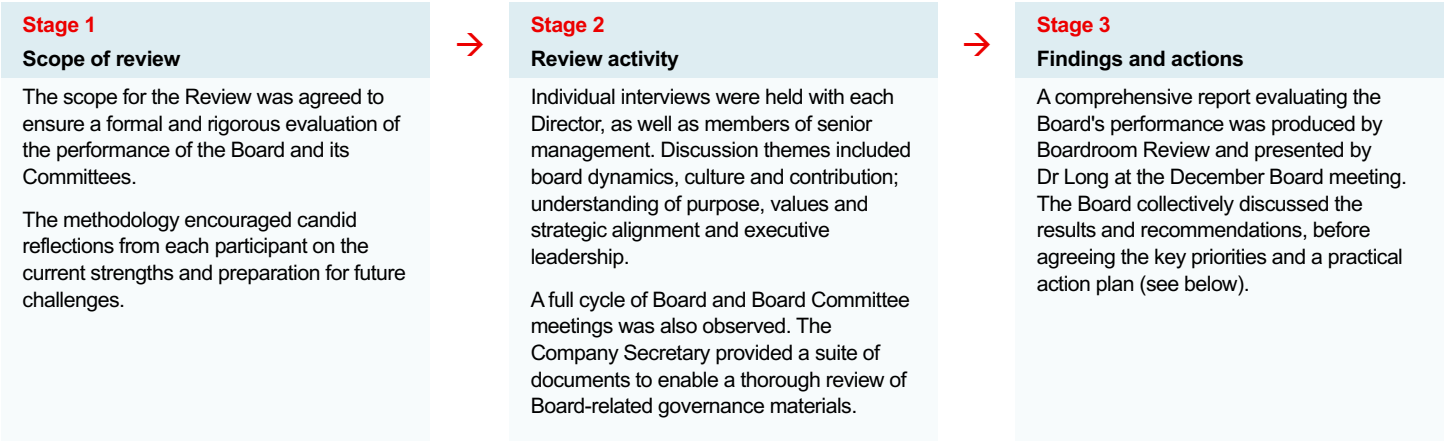 Stage 1
Scope of review
The scope for the Review was agreed to
ensure a formal and rigorous evaluation of
the performance of the Board and its
Committees.
The methodology encouraged candid
reflections from each participant on the
current strengths and preparation for future
challenges.
→
Stage 2
Review activity
Individual interviews were held with each
Director, as well as members of senior
management. Discussion themes included
board dynamics, culture and contribution;
understanding of purpose, values and
strategic alignment and executive
leadership.
A full cycle of Board and Board Committee
meetings was also observed. The
Company Secretary provided a suite of
documents to enable a thorough review of
Board-related governance materials.
→
Stage 3
Findings and actions
A comprehensive report evaluating the
Board's performance was produced by
Boardroom Review and presented by
Dr Long at the December Board meeting.
The Board collectively discussed the
results and recommendations, before
agreeing the key priorities and a practical
action plan (see below).